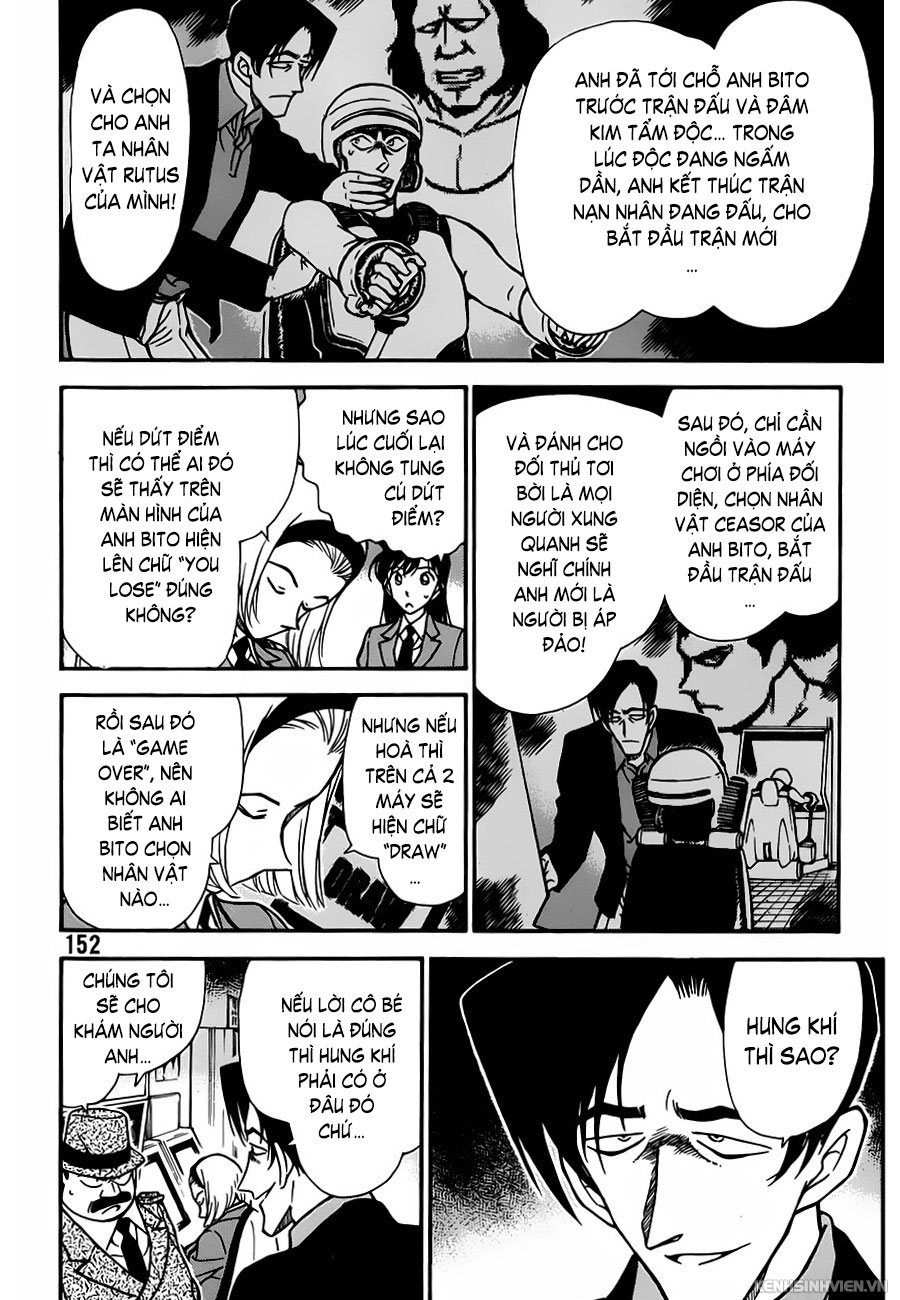 ANH ĐÃ TỚI CHỖ ANH BITO
TRƯỚC TRẬN ĐẤU VÀ ĐÂM
KIM TẨM ĐỘC... TRONG
LÚC ĐỘC ĐANG NGẤM
DẦN, ANH KẾT THÚC TRẬN
NẠN NHÂN ĐANG ĐẤU, CHO
BẮT ĐẦU TRẬN MỚI
...
VÀ CHỌN
CHO ANH
TA NHÂN
VẬT RUTUS
CỦA MÌNH!
SAU ĐÓ, CHỈ CẦN
NGỒI VÀO MÁY
CHƠI Ở PHÍA ĐỐI
DIỆN, CHỌN NHÂN
VẬT CEASOR CỦA
ANH BITO, BẮT
ĐẦU TRẬN ĐẤU
...
VÀ ĐÁNH CHO
ĐỐI THỦ TƠI
BỜI LÀ MỌI
NGƯỜI XUNG
QUANH SẼ
NGHĨ CHÍNH
ANH MỚI LÀ
NGƯỜI BỊ ÁP
ĐẢO!
NHƯNG SAO
LÚC CUỐI LẠI
KHÔNG TUNG
CÚ DỨT
ĐIỂM?
NẾU DỨT ĐIỂM
THÌ CÓ THỂ AI ĐÓ
SẼ THẤY TRÊN
MÀN HÌNH CỦA
ANH BITO HIỆN
LÊN CHỮ "YOU
LOSE" ĐÚNG
KHÔNG?
NHƯNG NẾU
HOÀ THÌ
TRÊN CẢ 2
MÁY SẼ
HIỆN CHỮ
"DRAW"
...
DRAW
RỒI SAU ĐÓ
LÀ "GAME
OVER", NÊN
KHÔNG AI
BIẾT ANH
BITO CHỌN
NHÂN VẬT
NÀO...
152
HUNG KHÍ
THÌ SAO?
NẾU LỜI CÔ BÉ
NÓI LÀ ĐÚNG
THÌ HUNG KHÍ
PHẢI CÓ Ở
ĐÂU ĐÓ
CHỨ...
CHÚNG TÔI
SẼ CHO
KHÁM NGƯỜI
ANH...
KENHSINHVIEN.VN